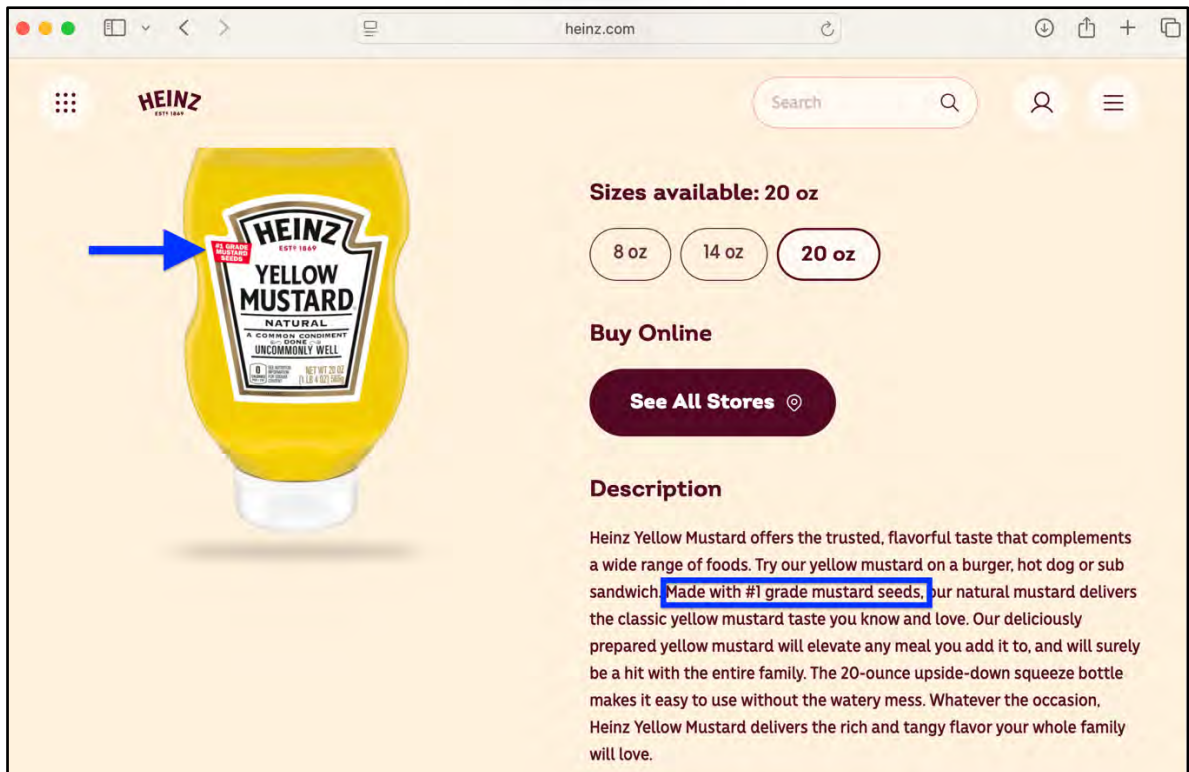 heinz.com
HEINZ
ESTD 1869
Search
#1 GRADE
MUSTARD
SEEDS
HEINZ
ESTD 1869
YELLOW
MUSTARD
NATURAL
A COMMON CONDIMENT
DONE
UNCOMMONLY WELL
0
NET WT 20 OZ
Sizes available: 20 oz
8 oz
14 oz
20 oz
Buy Online
See All Stores
Description
Heinz Yellow Mustard offers the trusted, flavorful taste that complements
a wide range of foods. Try our yellow mustard on a burger, hot dog or sub
sandwich. Made with #1 grade mustard seeds, our natural mustard delivers
the classic yellow mustard taste you know and love. Our deliciously
prepared yellow mustard will elevate any meal you add it to, and will surely
be a hit with the entire family. The 20-ounce upside-down squeeze bottle
makes it easy to use without the watery mess. Whatever the occasion,
Heinz Yellow Mustard delivers the rich and tangy flavor your whole family
will love.